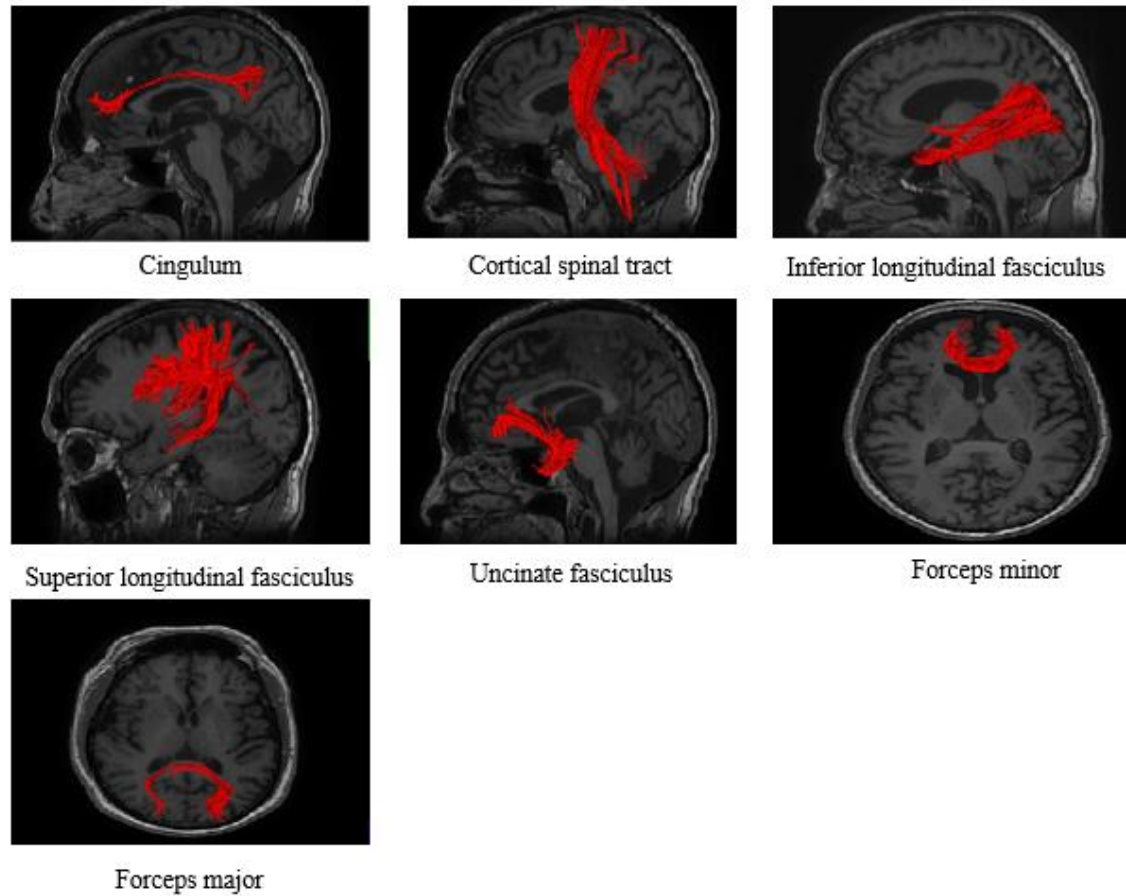 Cingulum
Cortical spinal tract
Inferior longitudinal fasciculus
Superior longitudinal fasciculus
Uncinate fasciculus
Forceps minor
Forceps major